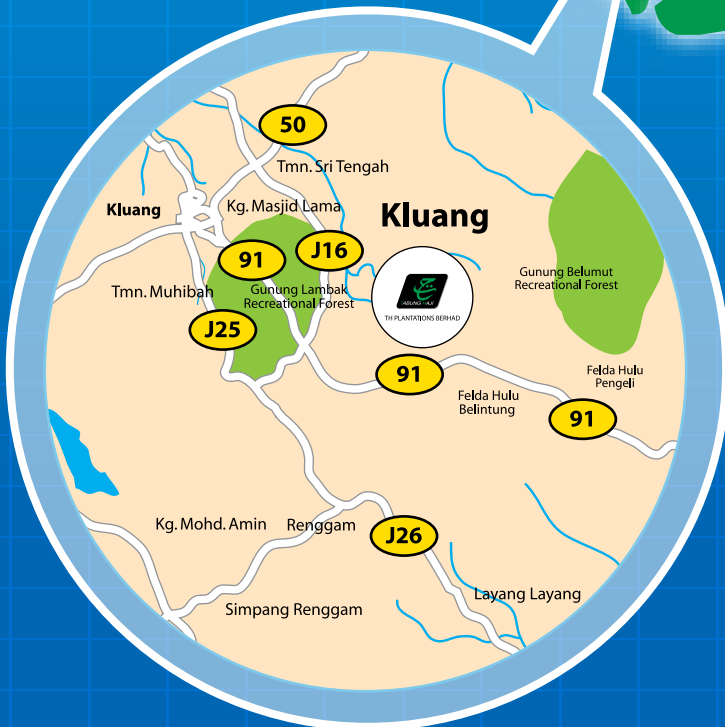 50
Tmn. Sri Tengah
Kluang
Kg. Masjid Lama
Kluang
91
J16
Tmn. Muhibah
Gunung Lambak
Recreational Forest
Gunung Belumut
Recreational Forest
TABUNG HAJI
TH PLANTATIONS BERHAD
J25
91
Felda Hulu
Pengeli
Felda Hulu
Belintung
91
Kg. Mohd. Amin
Renggam
J26
Simpang Renggam
Layang Layang